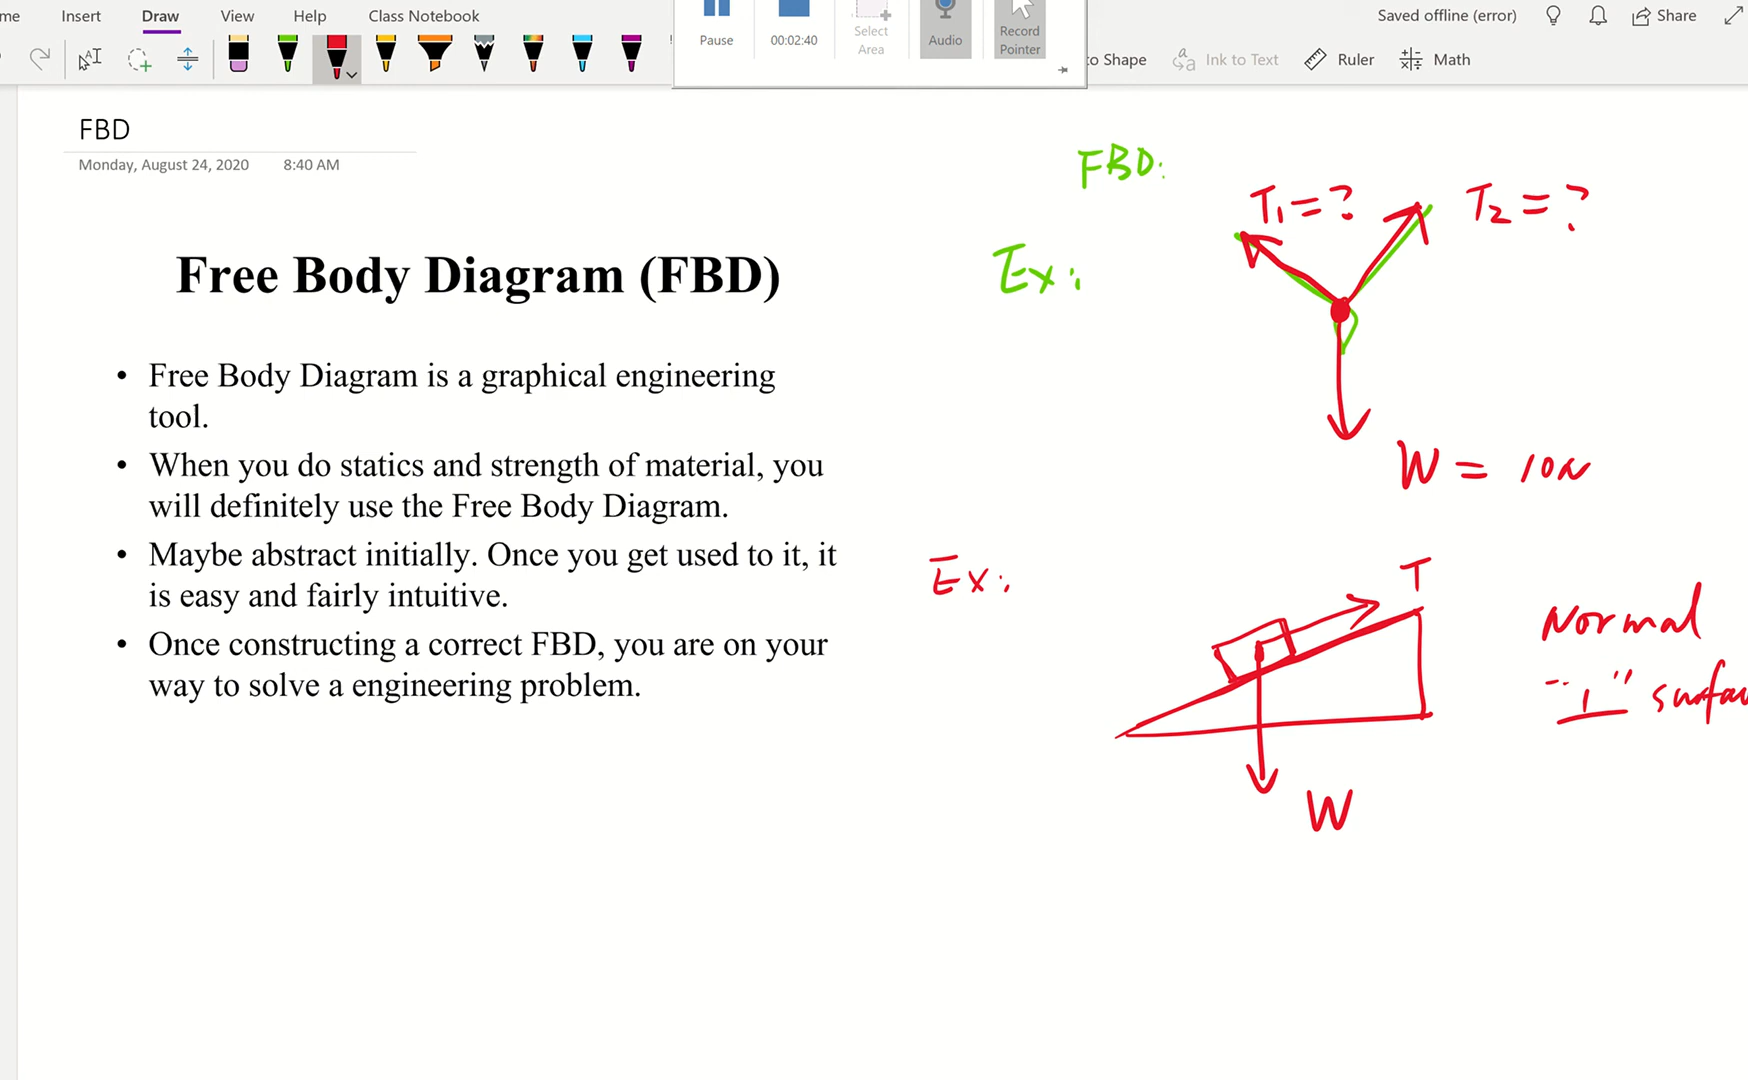 me Insert Draw View Help Class Notebook
Pause 00:02:40 Select Area Audio Record Pointer
Saved offline (error) Share
to Shape Ink to Text Ruler Math
FBD
Monday, August 24, 2020 8:40 AM
Free Body Diagram (FBD)
• Free Body Diagram is a graphical engineering
tool.
• When you do statics and strength of material, you
will definitely use the Free Body Diagram.
• Maybe abstract initially. Once you get used to it, it
is easy and fairly intuitive.
• Once constructing a correct FBD, you are on your
way to solve a engineering problem.
FBD:
Ex:
T₁ = ?
T₂ = ?
W = 10N
Ex:
T
W
Normal
"⊥" surfa